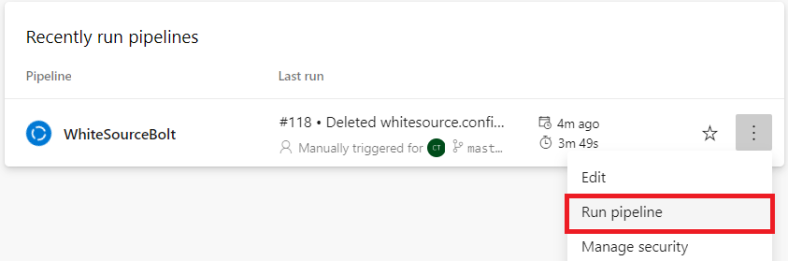 Recently run pipelines
Pipeline Last run
WhiteSourceBolt
#118 • Deleted whitesource.confi... 4m ago
Manually triggered for CT mast... 3m 49s
Edit
Run pipeline
Manage security